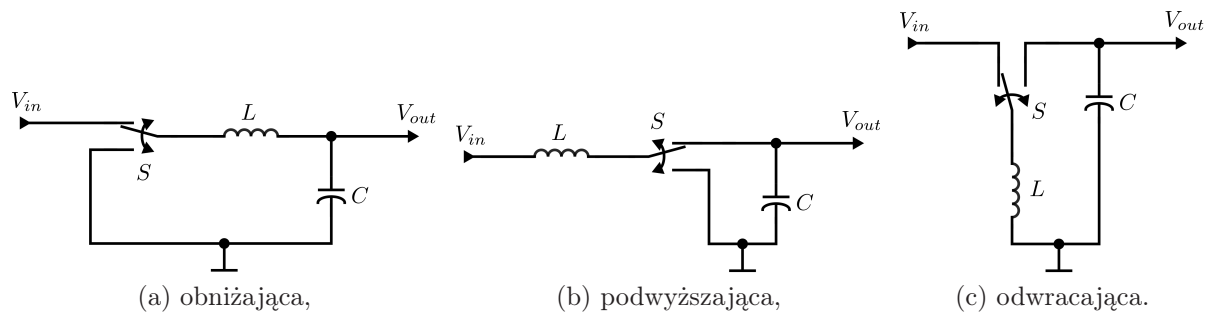 V_in
S
L
V_out
C
(a) obniżająca,
V_in
L
S
V_out
C
(b) podwyższająca,
V_in
V_out
S
C
L
(c) odwracająca.